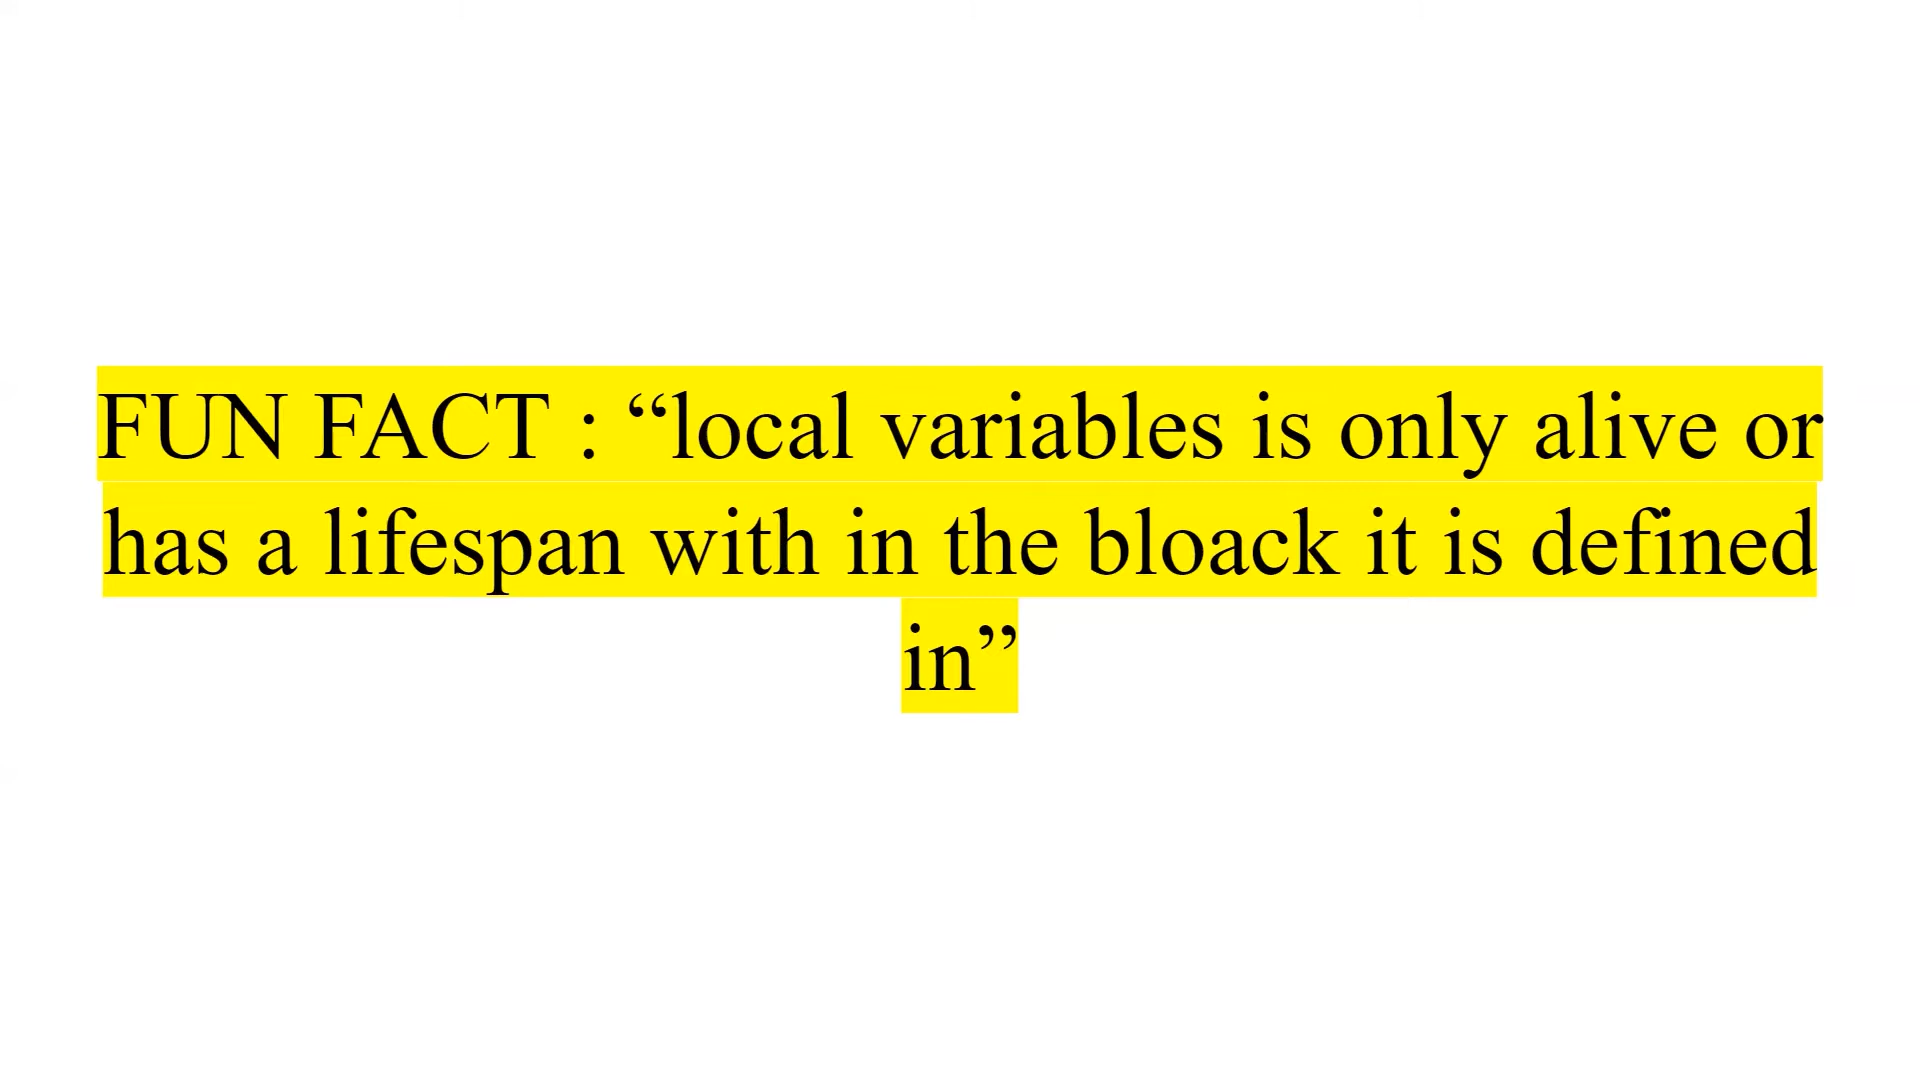 FUN FACT : “local variables is only alive or
has a lifespan with in the bloack it is defined
in”